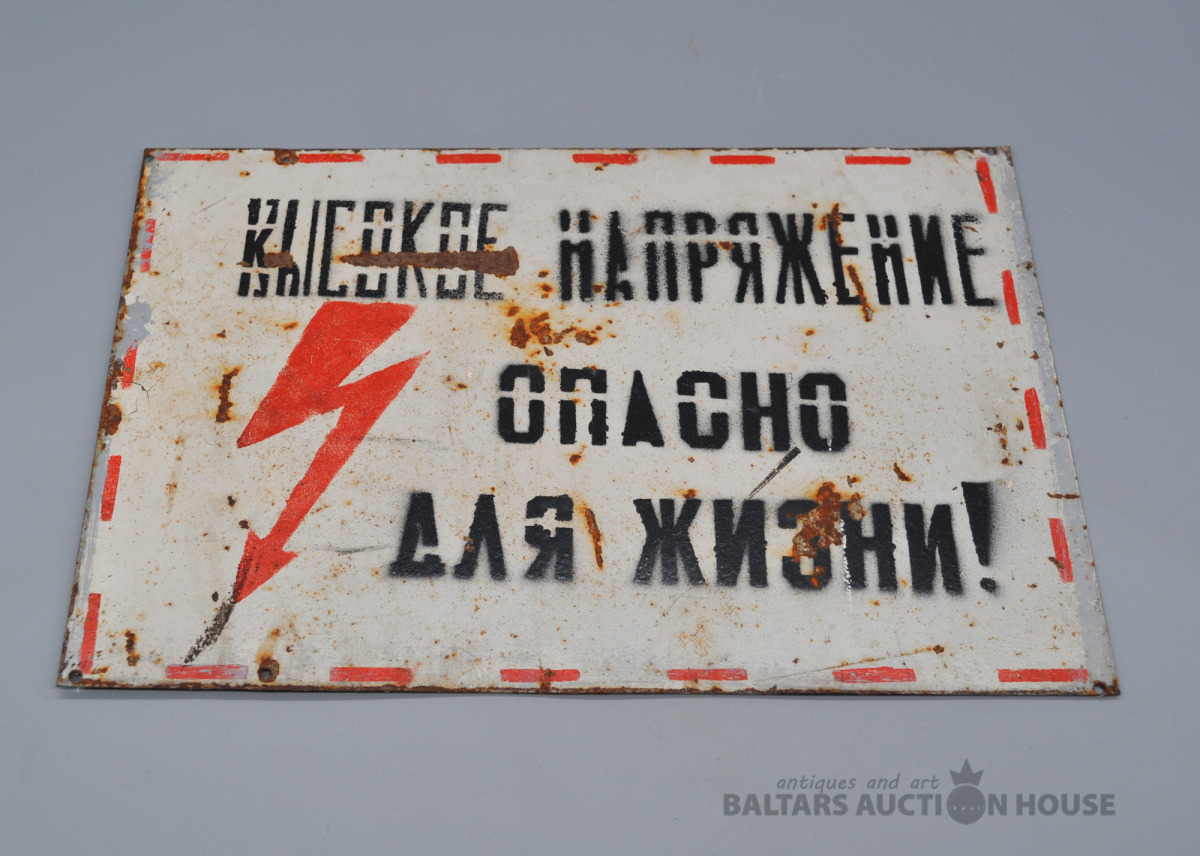 ВЫСОКОЕ НАПРЯЖЕНИЕ
ОПАСНО
ДЛЯ ЖИЗНИ!
antiques and art
BALTARS AUCTION HOUSE